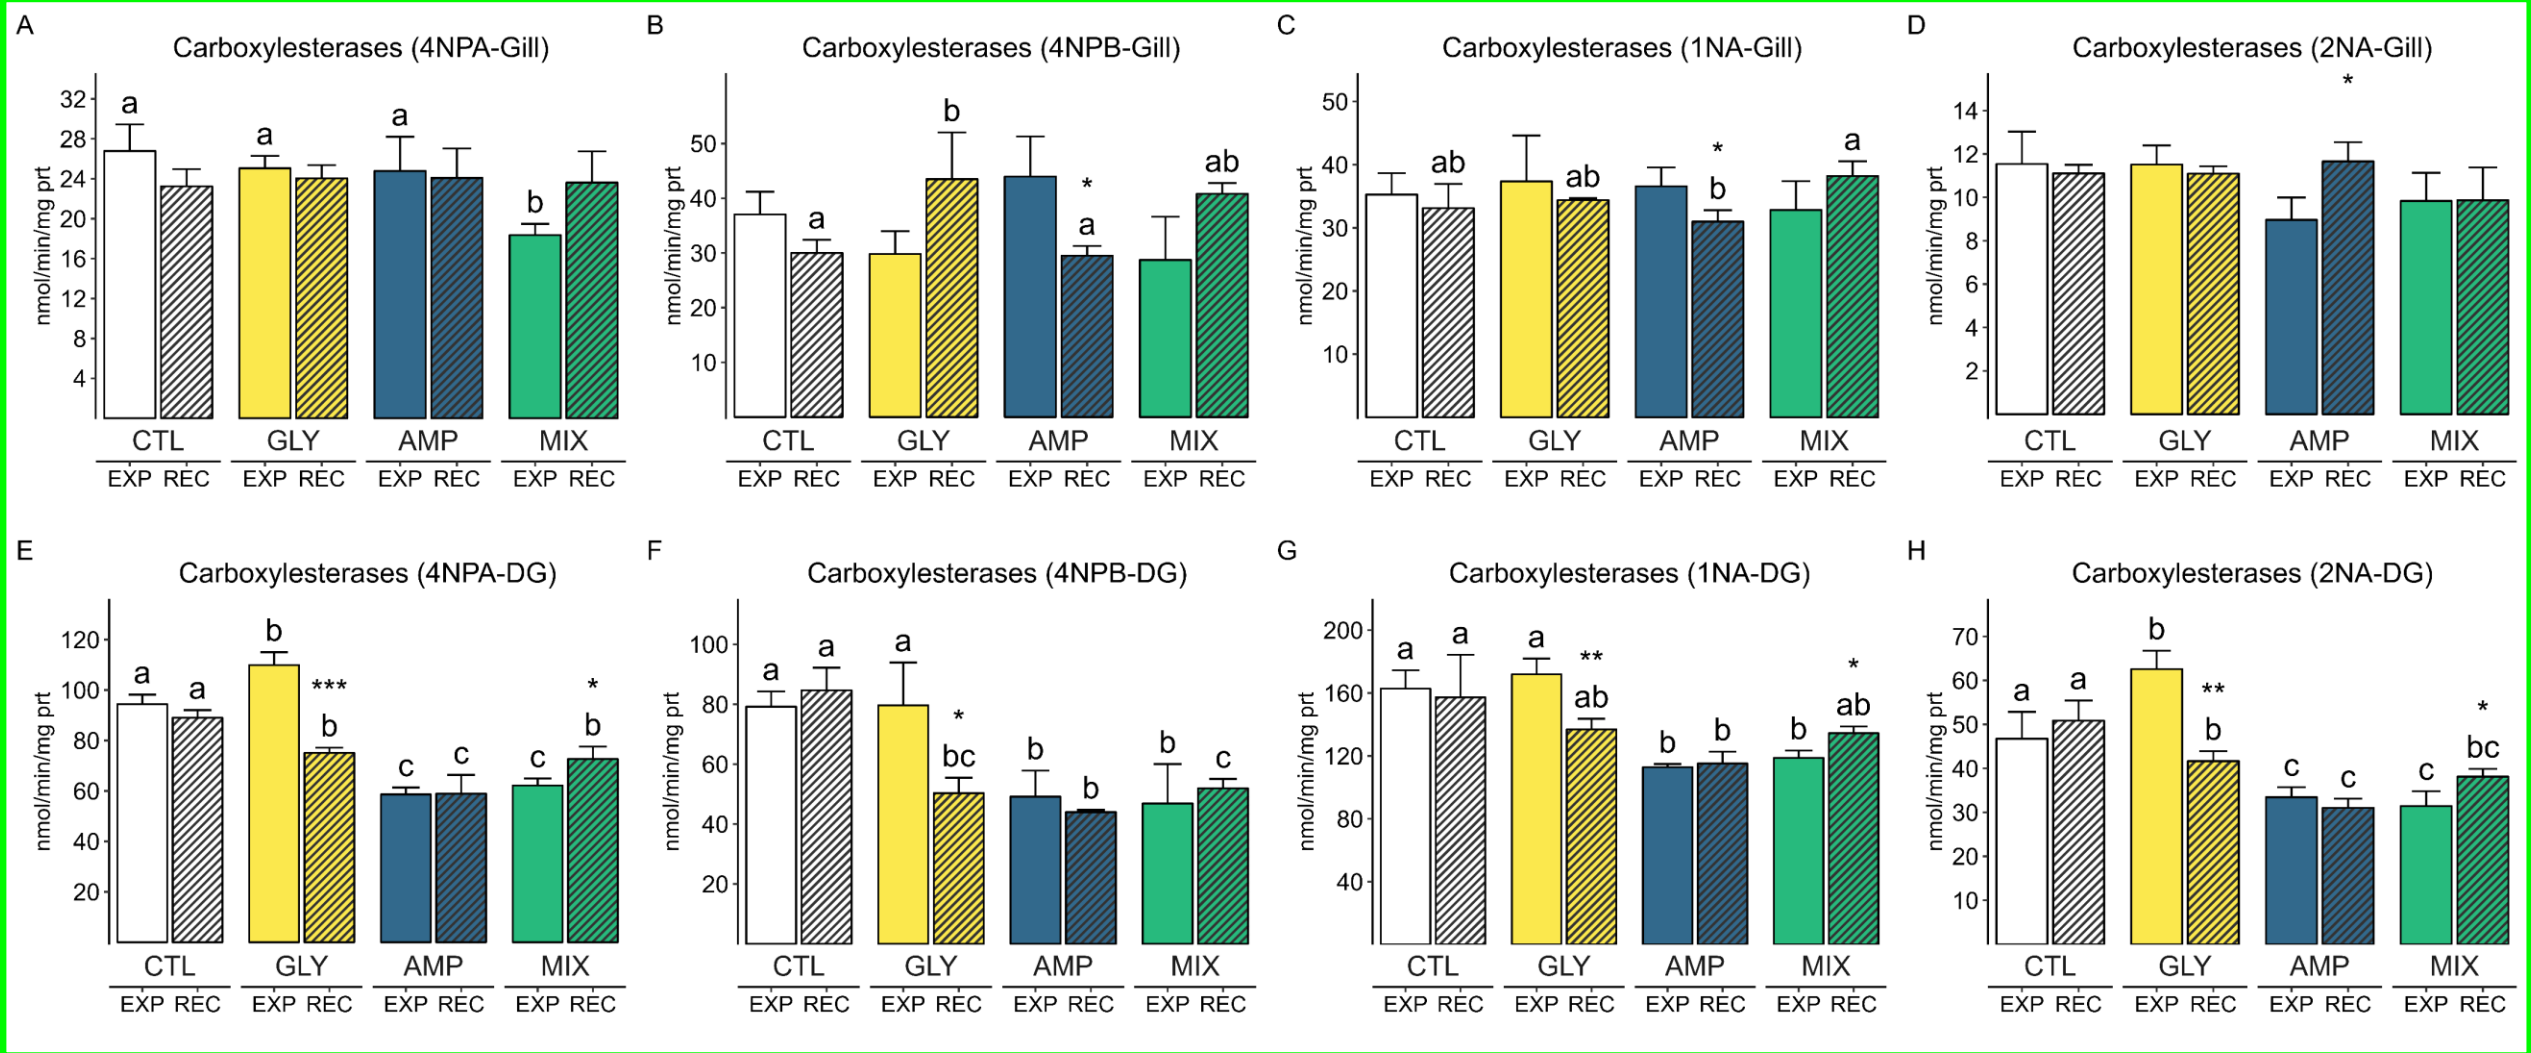 A
Carboxylesterases (4NPA-Gill)
nmol/min/mg prt
32
28
24
20
16
12
8
4
a
a
a
b
CTL GLY AMP MIX
EXP REC EXP REC EXP REC EXP REC
B
Carboxylesterases (4NPB-Gill)
nmol/min/mg prt
50
40
30
20
10
a
b
*
a
ab
CTL GLY AMP MIX
EXP REC EXP REC EXP REC EXP REC
C
Carboxylesterases (1NA-Gill)
nmol/min/mg prt
50
40
30
20
10
ab
ab
*
b
a
CTL GLY AMP MIX
EXP REC EXP REC EXP REC EXP REC
D
Carboxylesterases (2NA-Gill)
nmol/min/mg prt
14
12
10
8
6
4
2
*
CTL GLY AMP MIX
EXP REC EXP REC EXP REC EXP REC
E
Carboxylesterases (4NPA-DG)
nmol/min/mg prt
120
100
80
60
40
20
a
a
b
***
b
c
c
c
*
b
CTL GLY AMP MIX
EXP REC EXP REC EXP REC EXP REC
F
Carboxylesterases (4NPB-DG)
nmol/min/mg prt
100
80
60
40
20
a
a
a
*
bc
b
b
b
c
CTL GLY AMP MIX
EXP REC EXP REC EXP REC EXP REC
G
Carboxylesterases (1NA-DG)
nmol/min/mg prt
200
160
120
80
40
a
a
a
**
ab
b
b
b
*
ab
CTL GLY AMP MIX
EXP REC EXP REC EXP REC EXP REC
H
Carboxylesterases (2NA-DG)
nmol/min/mg prt
70
60
50
40
30
20
10
a
a
b
**
b
c
c
c
*
bc
CTL GLY AMP MIX
EXP REC EXP REC EXP REC EXP REC